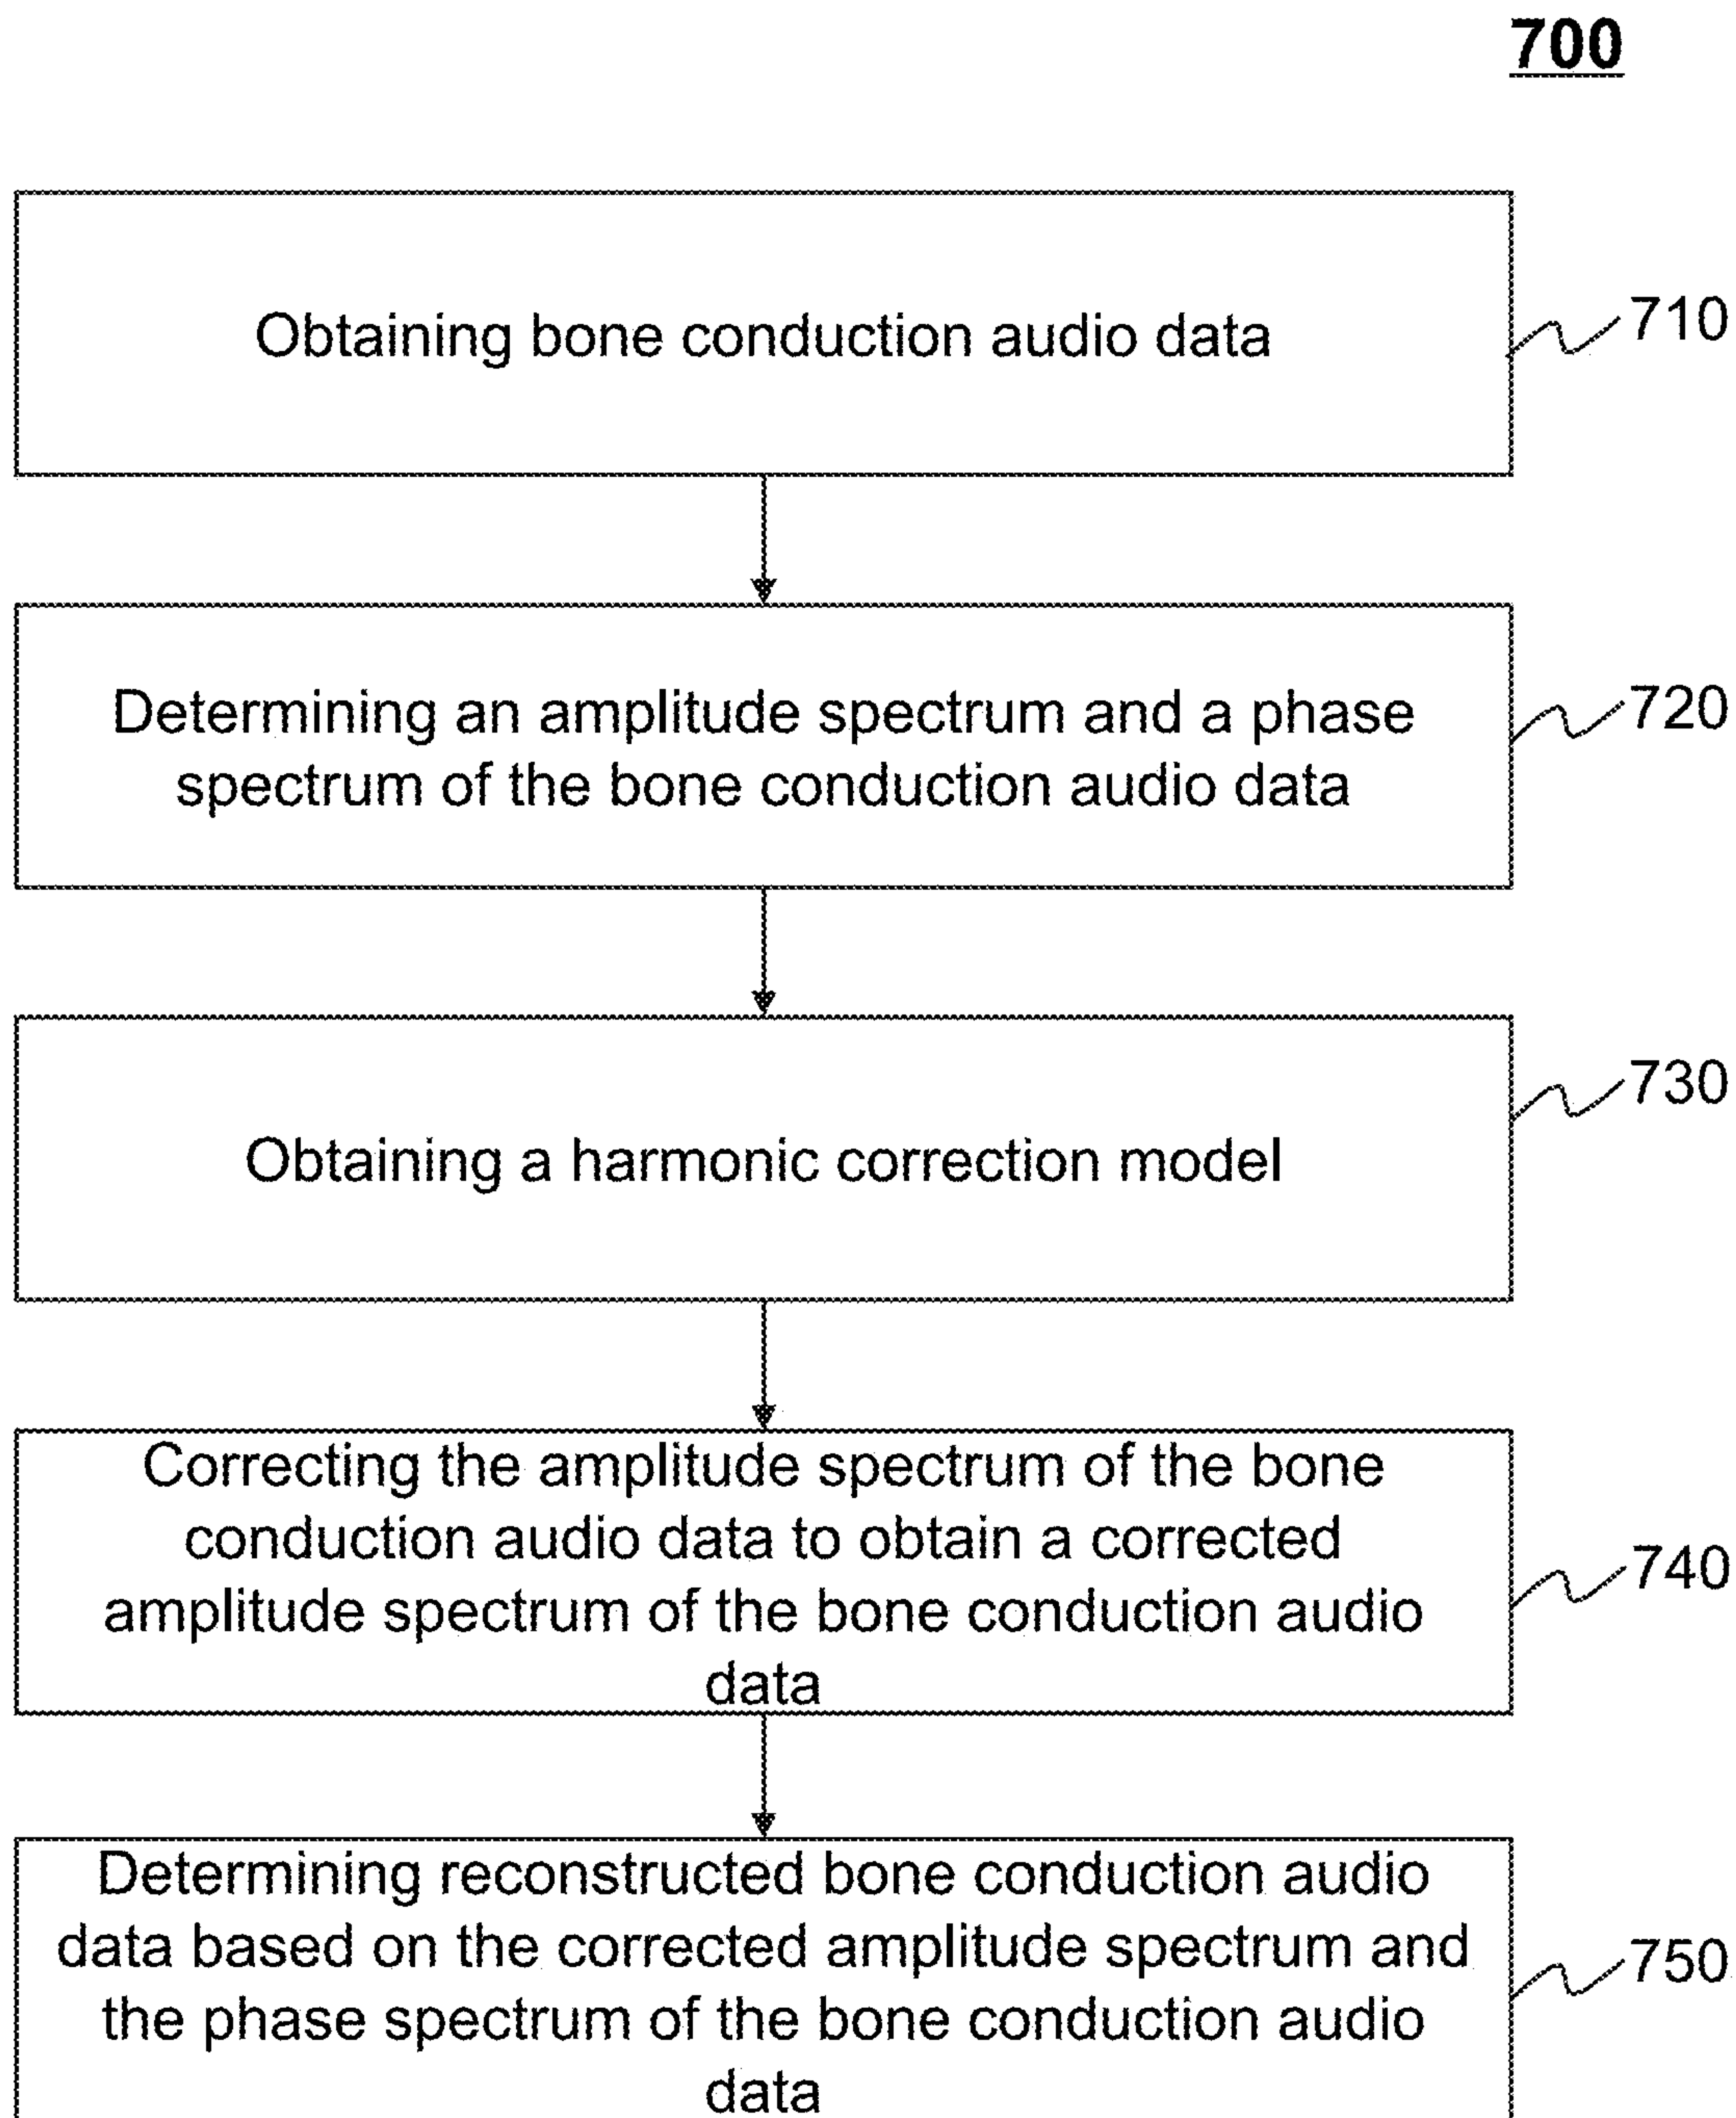 700
Obtaining bone conduction audio data
710
Determining an amplitude spectrum and a phase
spectrum of the bone conduction audio data
720
Obtaining a harmonic correction model
730
Correcting the amplitude spectrum of the bone
conduction audio data to obtain a corrected
amplitude spectrum of the bone conduction audio
data
740
Determining reconstructed bone conduction audio
data based on the corrected amplitude spectrum and
the phase spectrum of the bone conduction audio
data
750